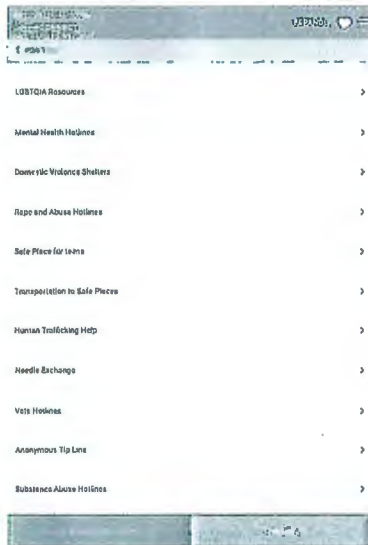 LGBTQIA Resources
Mental Health Hotlines
Domestic Violence Shelters
Rape and Abuse Hotlines
Safe Place for teens
Transportation to Safe Places
Human Trafficking Help
Needle Exchange
Vets Hotlines
Anonymous Tip Line
Substance Abuse Hotlines